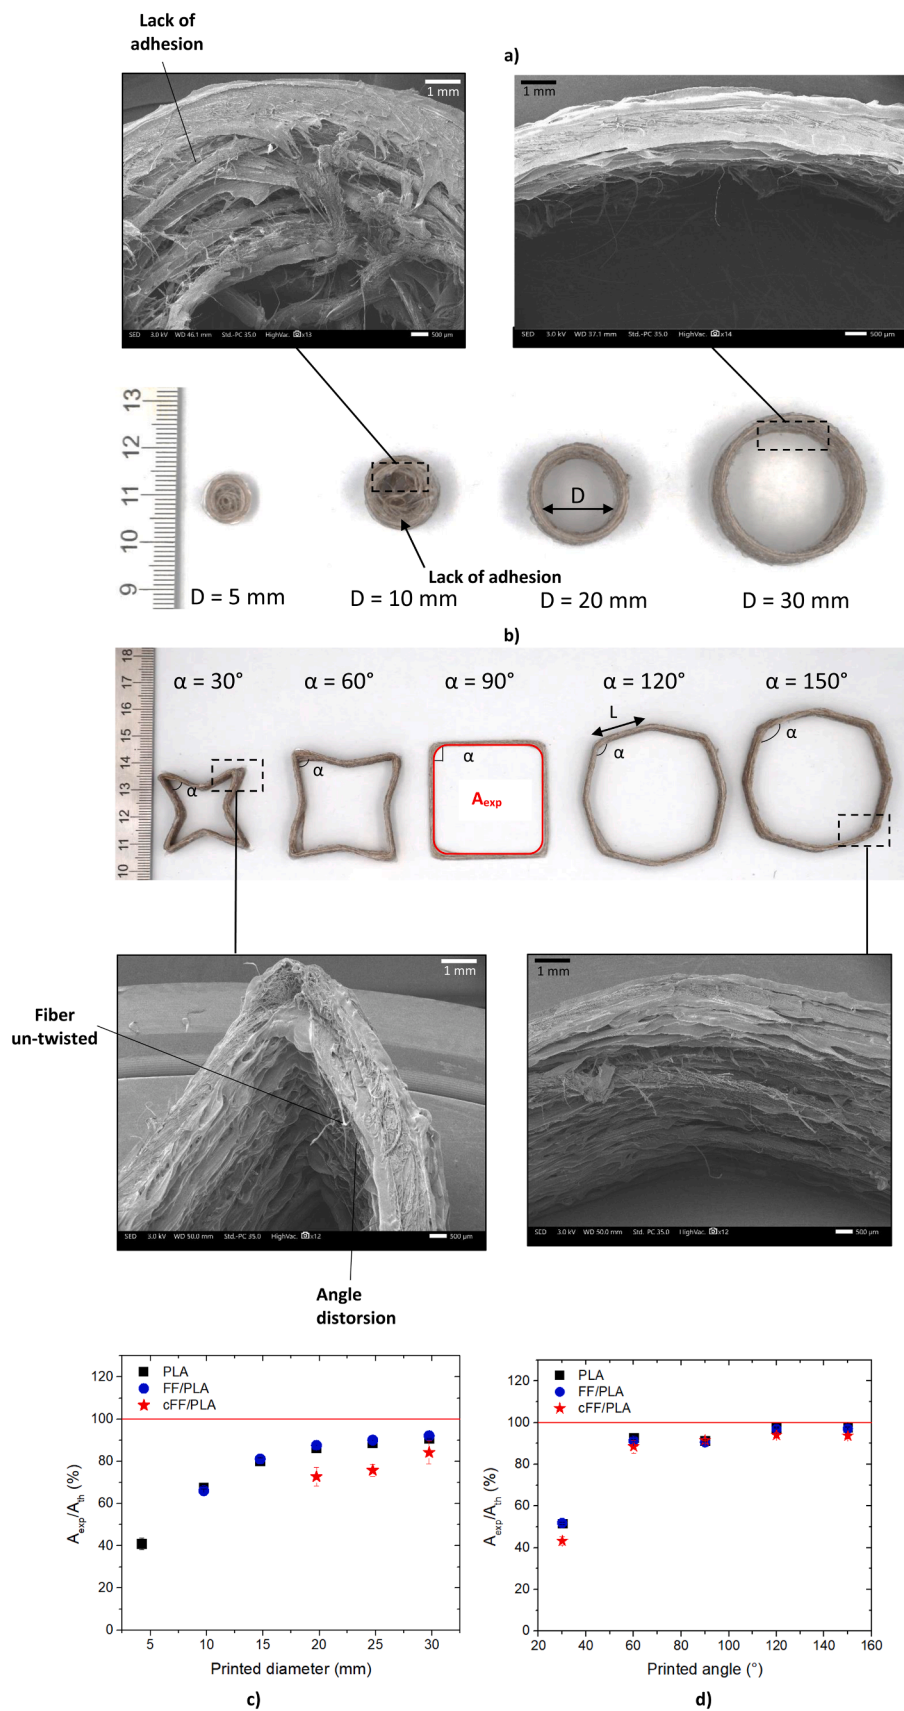 Lack of
adhesion
a)
1 mm
1 mm
SED 3.0 kV WD 46.1 mm Std.-PC 35.0 HighVac. x13 500 µm
SED 3.0 kV WD 37.1 mm Std.-PC 35.0 HighVac. x14 500 µm
13
12
11
10
9
D
Lack of adhesion
D = 5 mm
D = 10 mm
D = 20 mm
D = 30 mm
b)
18
17
16
15
14
13
12
11
10
α = 30°
α = 60°
α = 90°
α = 120°
α = 150°
L
α
α
α
α
α
Aexp
1 mm
1 mm
Fiber
un-twisted
SED 3.0 kV WD 50.0 mm Std.-PC 35.0 HighVac. x12 500 µm
SED 3.0 kV WD 50.0 mm Std.-PC 35.0 HighVac. x12 500 µm
Angle
distorsion
PLA
FF/PLA
cFF/PLA
Aexp/Ath (%)
120
100
80
60
40
20
0
5 10 15 20 25 30
Printed diameter (mm)
c)
PLA
FF/PLA
cFF/PLA
Aexp/Ath (%)
120
100
80
60
40
20
0
20 40 60 80 100 120 140 160
Printed angle (°)
d)